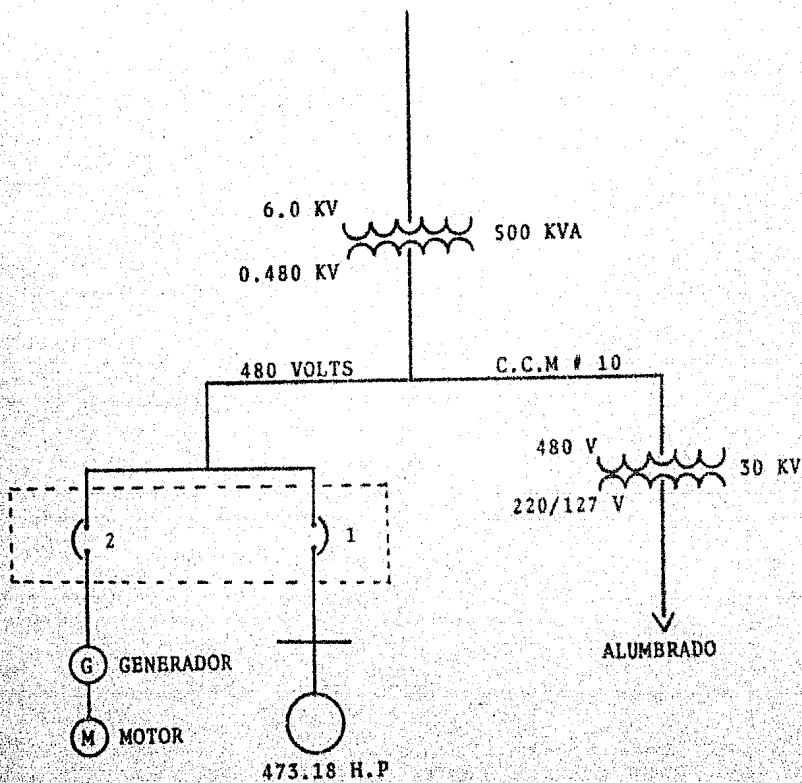 6.0 KV
500 KVA
0.480 KV
480 VOLTS
C.C.M # 10
480 V
30 KV
220/127 V
2
1
G GENERADOR
ALUMBRADO
M MOTOR
473.18 H.P